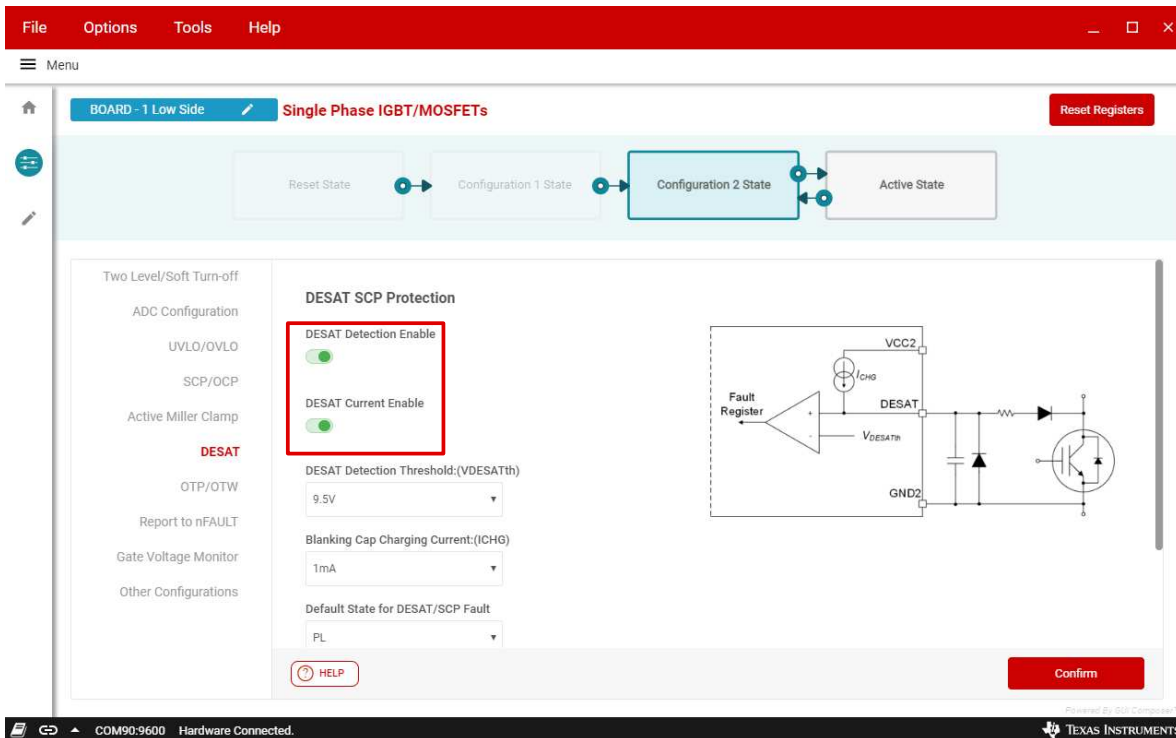 File Options Tools Help
Menu
BOARD - 1 Low Side
Single Phase IGBT/MOSFETs
Reset Registers
Reset State
Configuration 1 State
Configuration 2 State
Active State
Two Level/Soft Turn-off
ADC Configuration
UVLO/OVLO
SCP/OCP
Active Miller Clamp
DESAT
OTP/OTW
Report to nFAULT
Gate Voltage Monitor
Other Configurations
DESAT SCP Protection
DESAT Detection Enable
DESAT Current Enable
DESAT Detection Threshold:(VDESATth)
9.5V
Blanking Cap Charging Current:(ICHG)
1mA
Default State for DESAT/SCP Fault
PL
VCC2
ICHG
Fault
Register
+
-
DESAT
VDESATth
GND2
? HELP
Confirm
Powered By GUI Composer™
COM90:9600 Hardware Connected.
TEXAS INSTRUMENTS